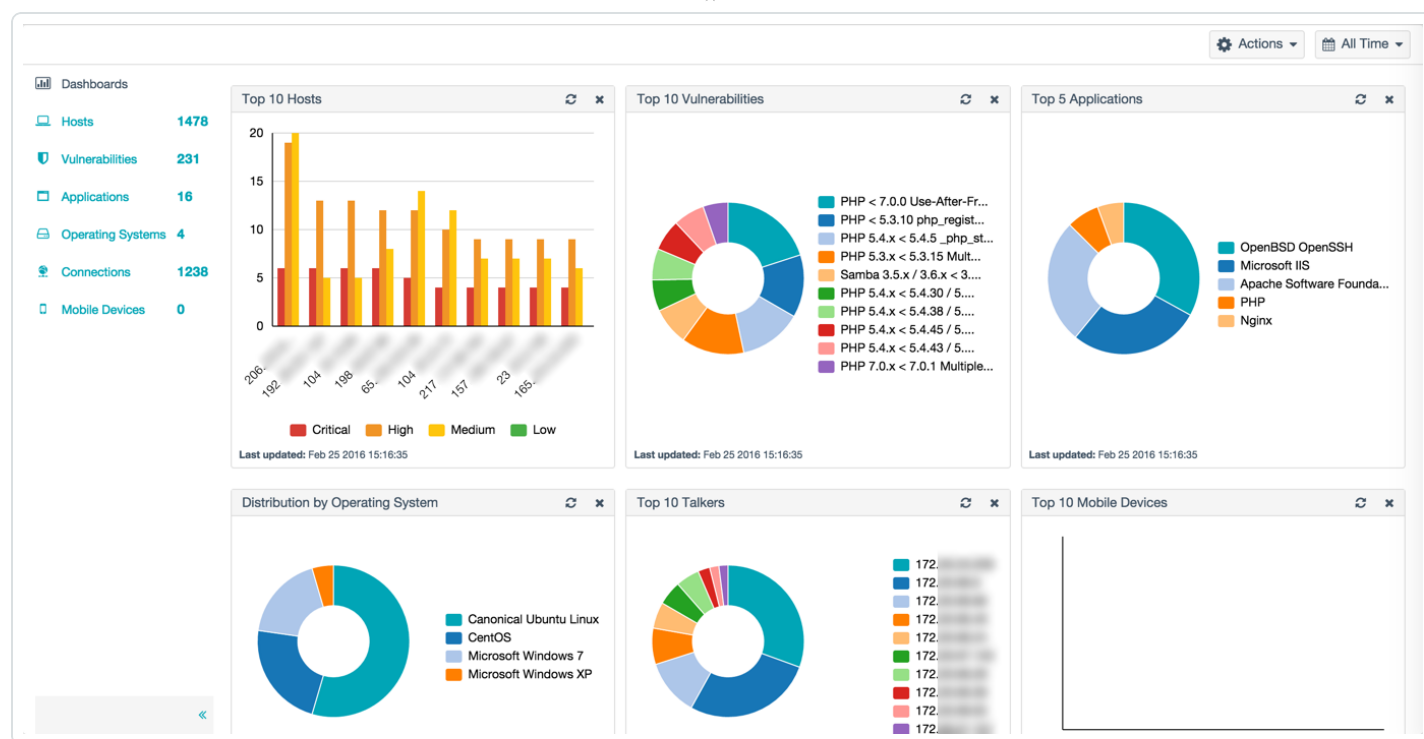 Actions
All Time
Dashboards
Hosts 1478
Vulnerabilities 231
Applications 16
Operating Systems 4
Connections 1238
Mobile Devices 0
Top 10 Hosts
20
15
10
5
0
206.
192
104
198
65.
104
217
157
23
165.
Critical High Medium Low
Last updated: Feb 25 2016 15:16:35
Top 10 Vulnerabilities
PHP < 7.0.0 Use-After-Fr...
PHP < 5.3.10 php_regist...
PHP 5.4.x < 5.4.5 _php_st...
PHP 5.3.x < 5.3.15 Mult...
Samba 3.5.x / 3.6.x < 3....
PHP 5.4.x < 5.4.30 / 5....
PHP 5.4.x < 5.4.38 / 5....
PHP 5.4.x < 5.4.45 / 5....
PHP 5.4.x < 5.4.43 / 5....
PHP 7.0.x < 7.0.1 Multiple...
Last updated: Feb 25 2016 15:16:35
Top 5 Applications
OpenBSD OpenSSH
Microsoft IIS
Apache Software Founda...
PHP
Nginx
Last updated: Feb 25 2016 15:16:35
Distribution by Operating System
Canonical Ubuntu Linux
CentOS
Microsoft Windows 7
Microsoft Windows XP
Top 10 Talkers
172.
172.
172.
172.
172.
172.
172.
172.
172.
172.
Top 10 Mobile Devices